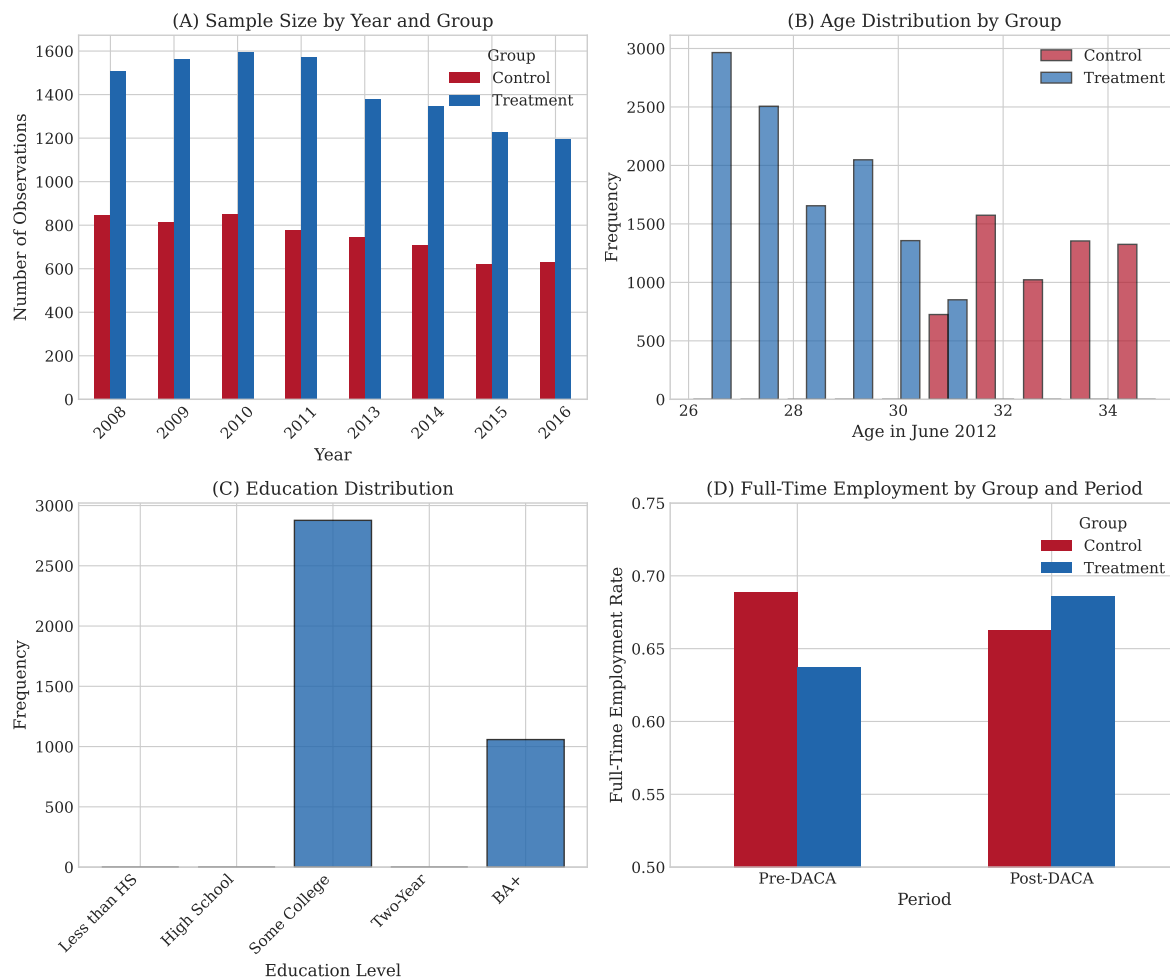 (A) Sample Size by Year and Group
Number of Observations
1600
1400
1200
1000
800
600
400
200
0
Group
Control
Treatment
2008
2009
2010
2011
2013
2014
2015
2016
Year
(B) Age Distribution by Group
Frequency
3000
2500
2000
1500
1000
500
0
Control
Treatment
26
28
30
32
34
Age in June 2012
(C) Education Distribution
Frequency
3000
2500
2000
1500
1000
500
0
Less than HS
High School
Some College
Two-Year
BA+
Education Level
(D) Full-Time Employment by Group and Period
Full-Time Employment Rate
0.75
0.70
0.65
0.60
0.55
0.50
Group
Control
Treatment
Pre-DACA
Post-DACA
Period